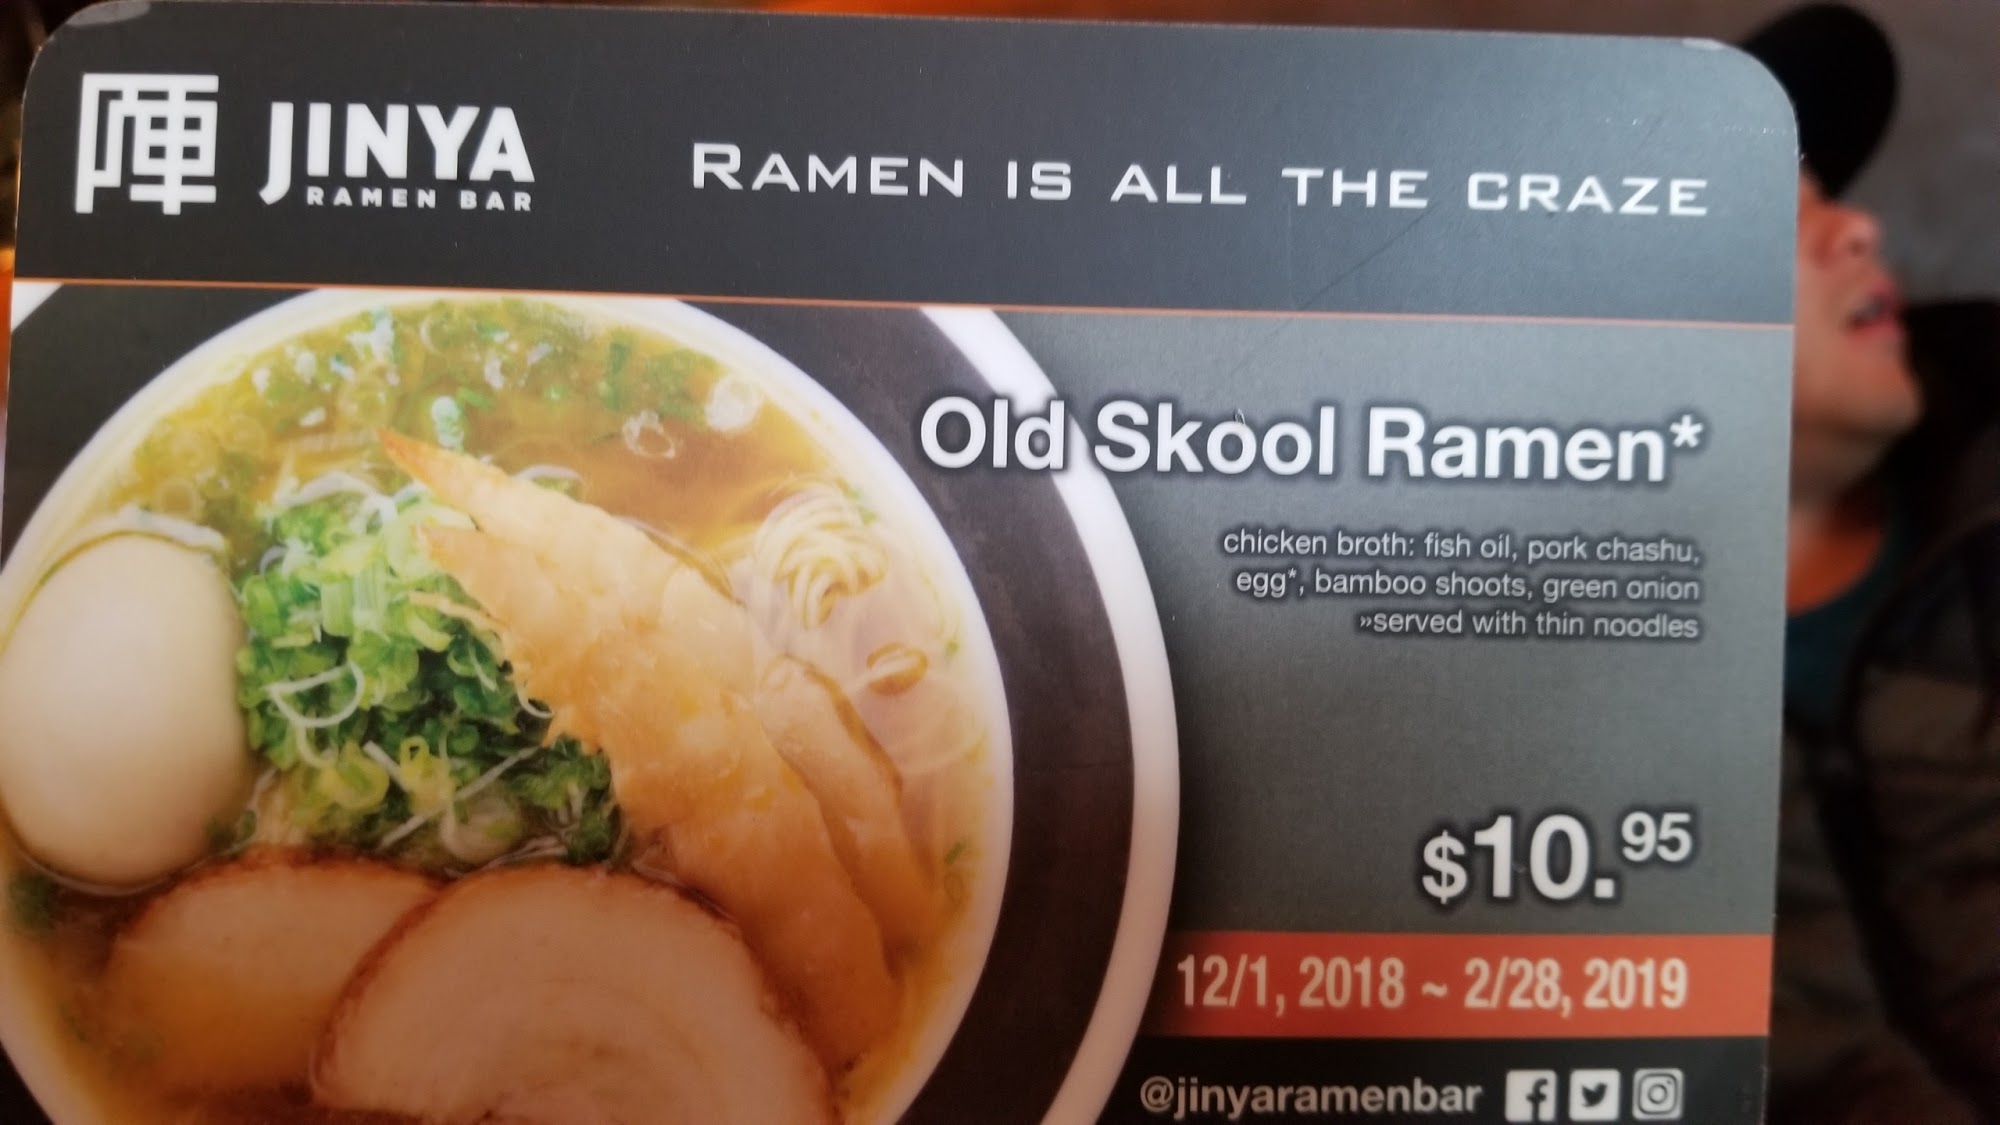 陣 JINYA
RAMEN BAR
RAMEN IS ALL THE CRAZE
Old Skool Ramen*
chicken broth: fish oil, pork chashu,
egg*, bamboo shoots, green onion
»served with thin noodles
$10.95
12/1, 2018 ~ 2/28, 2019
@jinyaramenbar